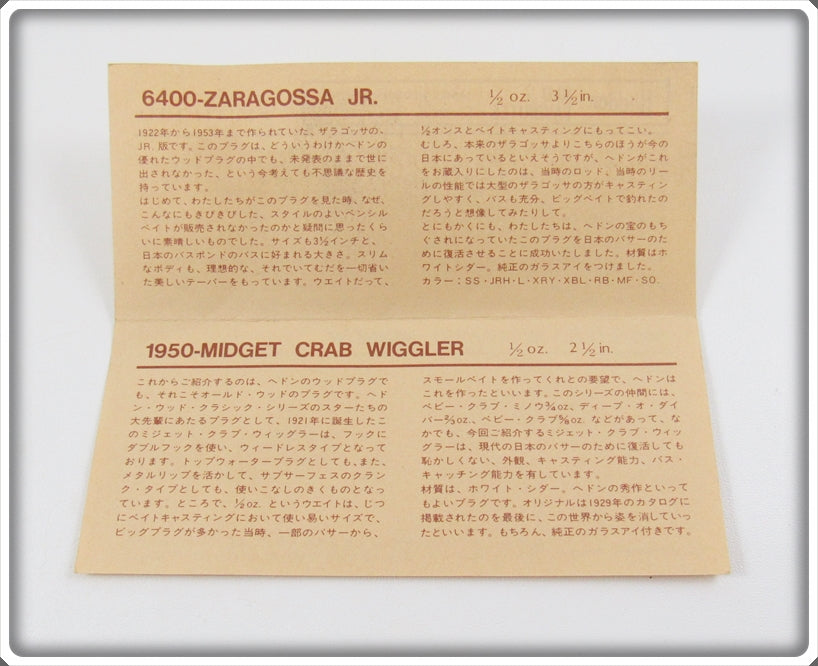 6400-ZARAGOSSA JR. ½ oz. 3 ½ in.
1922年から1953年まで作られていた、ザラゴッサの、
JR. 版です。このプラグは、どういうわけかヘドンの
優れたウッドプラグの中でも、未発表のままで世に
出されなかった、という今考えても不思議な歴史を
持っています。
はじめて、わたしたちがこのプラグを見た時、なぜ、
こんなにもきびきびした、スタイルのよいペンシル
ベイトが販売されなかったのかと疑問に思ったくら
いに素晴しいものでした。サイズも3½インチと、
日本のバスポンドのバスに好まれる大きさ。スリム
なボディも、理想的な、それでいてむだを一切省い
た美しいテーパーをもっています。ウエイトだって、
½オンスとベイトキャスティングにもってこい。
むしろ、本来のザラゴッサよりこちらのほうが今の
日本にあっているといえそうですが、ヘドンがこれ
をお蔵入りにしたのは、当時のロッド、当時のリー
ルの性能では大型のザラゴッサの方がキャスティン
グしやすく、バスも充分、ビッグベイトで釣れたの
だろうと想像してみたりして。
とにもかくにも、わたしたちは、ヘドンの宝のもち
ぐされになっていたこのプラグを日本のバサーのた
めに復活させることに成功いたしました。材質はホ
ワイトシダー。純正のガラスアイをつけました。
カラー：SS・JRH・L・XRY・XBL・RB・MF・SO.
1950-MIDGET CRAB WIGGLER ½ oz. 2 ½ in.
これからご紹介するのは、ヘドンのウッドプラグで
も、それこそオールド・ウッドのプラグです。ヘド
ン・ウッド・クラシック・シリーズのスターたちの
大先輩にあたるプラグとして、1921年に誕生したこ
のミジェット・クラブ・ウィッグラーは、フックに
ダブルフックを使い、ウィードレスタイプとなって
おります。トップウォータープラグとしても、また、
メタルリップを活かして、サブサーフェスのクラン
ク・タイプとしても、使いこなしのきくものとなっ
ています。ところで、½oz. というウエイトは、じつ
にベイトキャスティングにおいて使い易いサイズで、
ビッグプラグが多かった当時、一部のバサーから、
スモールベイトを作ってくれとの要望で、ヘドンは
これを作ったといいます。このシリーズの仲間には、
ベビー・クラブ・ミノウ¾oz、ディープ・オ・ダイ
バー⅖oz.、ベビー・クラブ⅝oz. などがあって、な
かでも、今回ご紹介するミジェット・クラブ・ウィッ
グラーは、現代の日本のバサーのために復活しても
恥かしくない、外観、キャスティング能力、バス・
キャッチング能力を有しています。
材質は、ホワイト・シダー。ヘドンの秀作といって
もよいプラグです。オリジナルは1929年のカタログに
掲載されたのを最後に、この世界から姿を消していっ
たといいます。もちろん、純正のガラスアイ付きです。